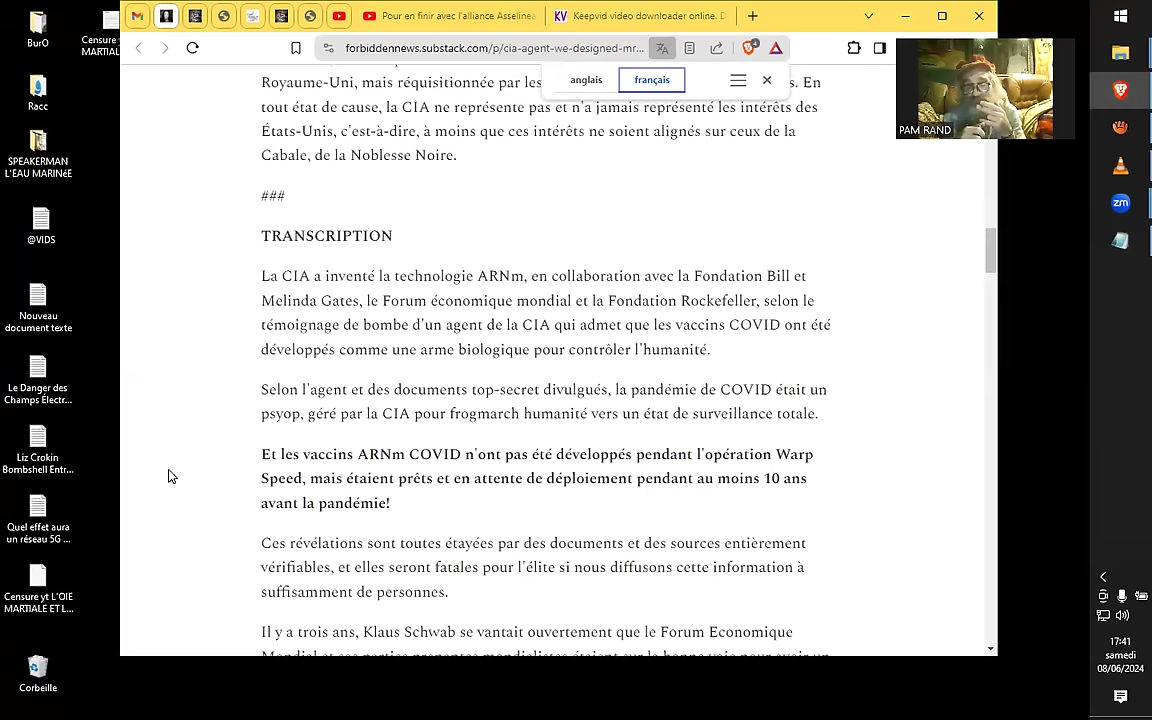 BurO
Censure yt
MARTIALE ET L...
Racc
SPEAKERMAN
L'EAU MARINéE
@VIDS
Nouveau
document texte
Le Danger des
Champs Électr...
Liz Crokin
Bombshell Entr...
Quel effet aura
un réseau 5G ...
Censure yt L'OIE
MARTIALE ET L...
Corbeille
Pour en finir avec l'alliance Asselinea
Keepvid video downloader online. D
forbiddennews.substack.com/p/cia-agent-we-designed-mr...
anglais
français
PAM RAND
Royaume-Uni, mais réquisitionnée par les
s. En
tout état de cause, la CIA ne représente pas et n'a jamais représenté les intérêts des
États-Unis, c'est-à-dire, à moins que ces intérêts ne soient alignés sur ceux de la
Cabale, de la Noblesse Noire.
###
TRANSCRIPTION
La CIA a inventé la technologie ARNm, en collaboration avec la Fondation Bill et
Melinda Gates, le Forum économique mondial et la Fondation Rockefeller, selon le
témoignage de bombe d'un agent de la CIA qui admet que les vaccins COVID ont été
développés comme une arme biologique pour contrôler l'humanité.
Selon l'agent et des documents top-secret divulgués, la pandémie de COVID était un
psyop, géré par la CIA pour frogmarch humanité vers un état de surveillance totale.
Et les vaccins ARNm COVID n'ont pas été développés pendant l'opération Warp
Speed, mais étaient prêts et en attente de déploiement pendant au moins 10 ans
avant la pandémie!
Ces révélations sont toutes étayées par des documents et des sources entièrement
vérifiables, et elles seront fatales pour l'élite si nous diffusons cette information à
suffisamment de personnes.
Il y a trois ans, Klaus Schwab se vantait ouvertement que le Forum Economique
zm
17:41
samedi
08/06/2024